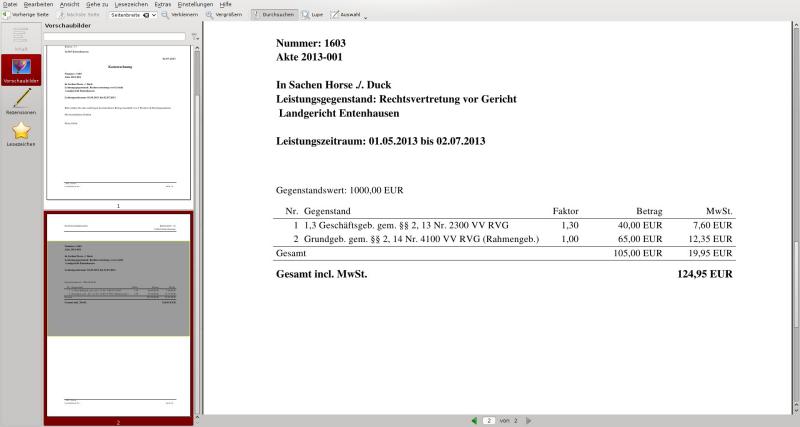 Datei Bearbeiten Ansicht Gehe zu Lesezeichen Extras Einstellungen Hilfe
Vorherige Seite Nächste Seite Seitenbreite Verkleinern Vergrößern Durchsuchen Lupe Auswahl
Vorschaubilder
Inhalt
Vorschaubilder
Rezensionen
Lesezeichen
1
2
Nummer: 1603
Akte 2013-001
In Sachen Horse ./. Duck
Leistungsgegenstand: Rechtsvertretung vor Gericht
Landgericht Entenhausen
Leistungszeitraum: 01.05.2013 bis 02.07.2013
Gegenstandswert: 1000,00 EUR
Nr. Gegenstand Faktor Betrag MwSt.
1 1,3 Geschäftsgeb. gem. §§ 2, 13 Nr. 2300 VV RVG 1,30 40,00 EUR 7,60 EUR
2 Grundgeb. gem. §§ 2, 14 Nr. 4100 VV RVG (Rahmengeb.) 1,00 65,00 EUR 12,35 EUR
Gesamt 105,00 EUR 19,95 EUR
Gesamt incl. MwSt. 124,95 EUR
2 von 2